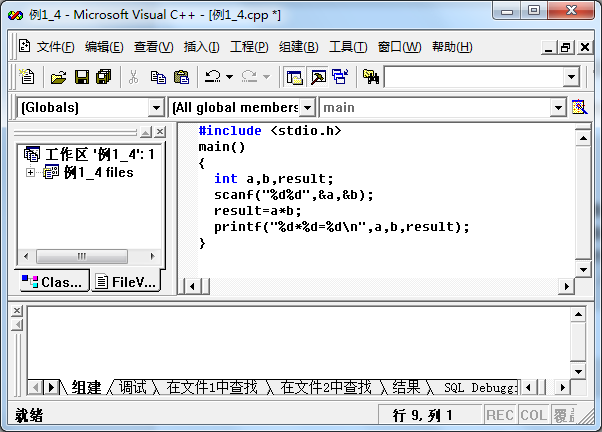 例1_4 - Microsoft Visual C++ - [例1_4.cpp *]
文件(F) 编辑(E) 查看(V) 插入(I) 工程(P) 组建(B) 工具(T) 窗口(W) 帮助(H)
(Globals) (All global members main
工作区 '例1_4': 1
例1_4 files
Clas... FileV...
#include <stdio.h>
main()
{
int a,b,result;
scanf("%d%d",&a,&b);
result=a*b;
printf("%d*%d=%d\n",a,b,result);
}
组建 调试 在文件1中查找 在文件2中查找 结果 SQL Debugg
就绪 行 9, 列 1 REC COL 覆